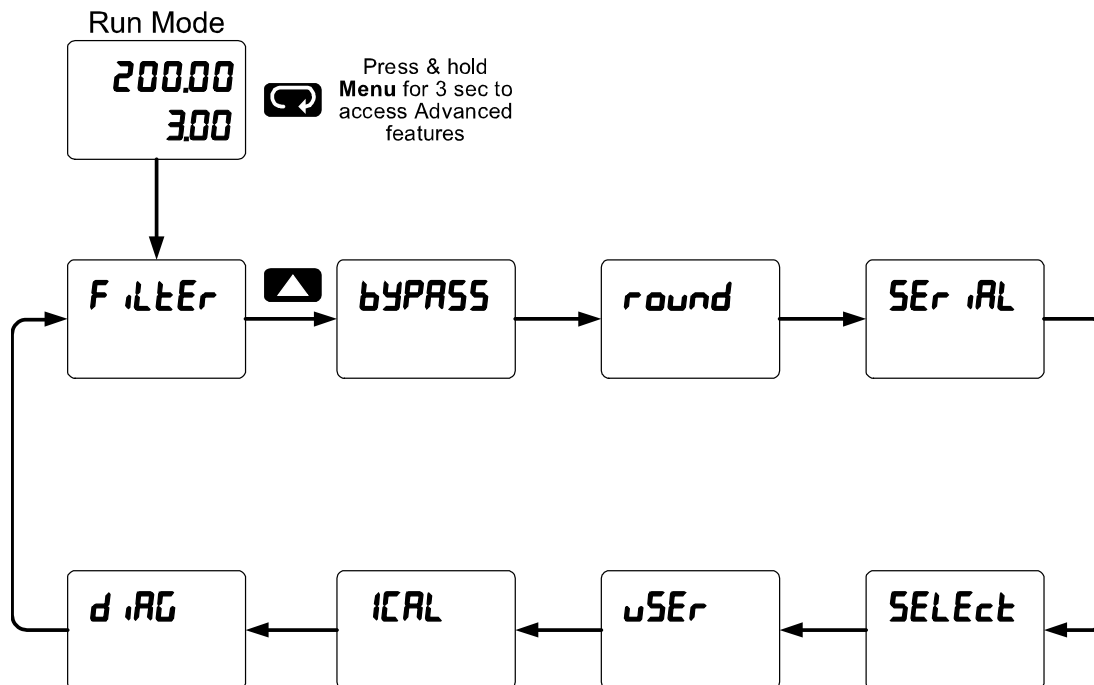 Run Mode
200.00
3.00
Press & hold
Menu for 3 sec to
access Advanced
features
FiLtEr
bYPASS
round
SEriAL
diAG
ICAL
uSEr
SELEct